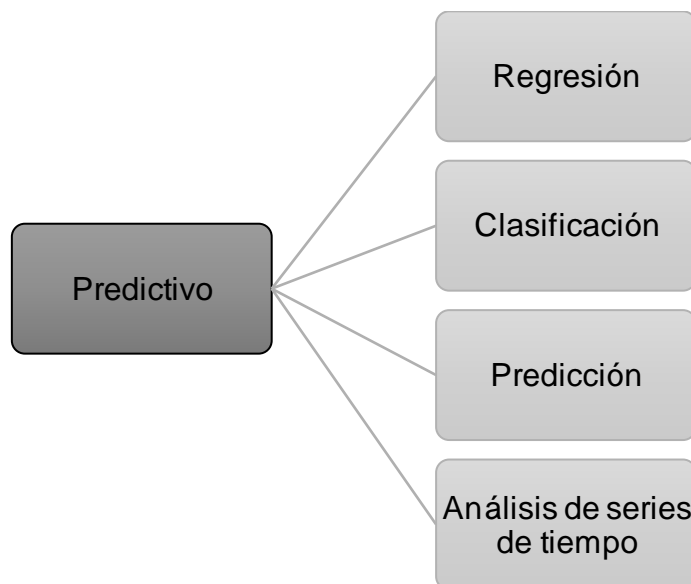 Regresión
Clasificación
Predictivo
Predicción
Análisis de series
de tiempo